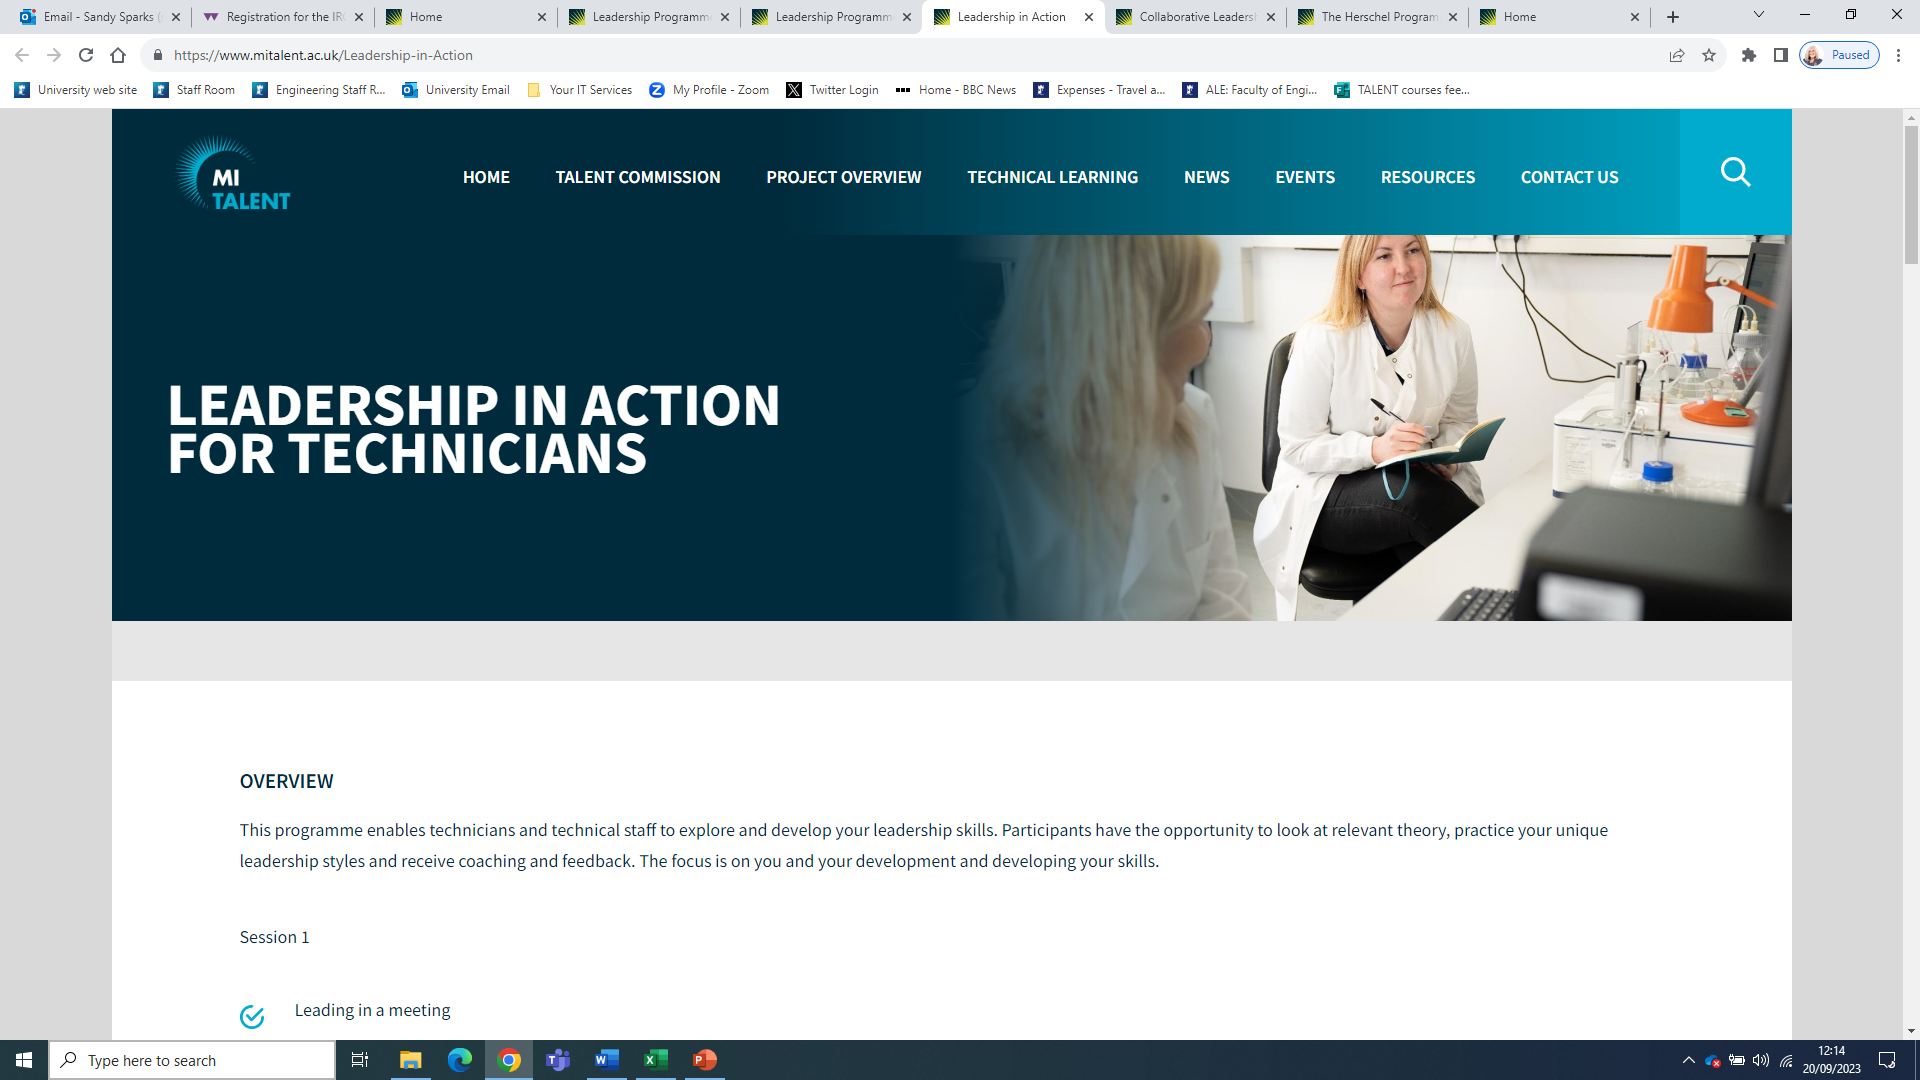 Email - Sandy Sparks (
Registration for the IR
Home
Leadership Programm
Leadership Programm
Leadership in Action
Collaborative Leaders
The Herschel Program
Home
https://www.mitalent.ac.uk/Leadership-in-Action
Paused
University web site
Staff Room
Engineering Staff R...
University Email
Your IT Services
My Profile - Zoom
Twitter Login
Home - BBC News
Expenses - Travel a...
ALE: Faculty of Engi...
TALENT courses fee...
MI
TALENT
HOME
TALENT COMMISSION
PROJECT OVERVIEW
TECHNICAL LEARNING
NEWS
EVENTS
RESOURCES
CONTACT US
LEADERSHIP IN ACTION
FOR TECHNICIANS
OVERVIEW
This programme enables technicians and technical staff to explore and develop your leadership skills. Participants have the opportunity to look at relevant theory, practice your unique
leadership styles and receive coaching and feedback. The focus is on you and your development and developing your skills.
Session 1
Leading in a meeting
Type here to search
12:14
20/09/2023